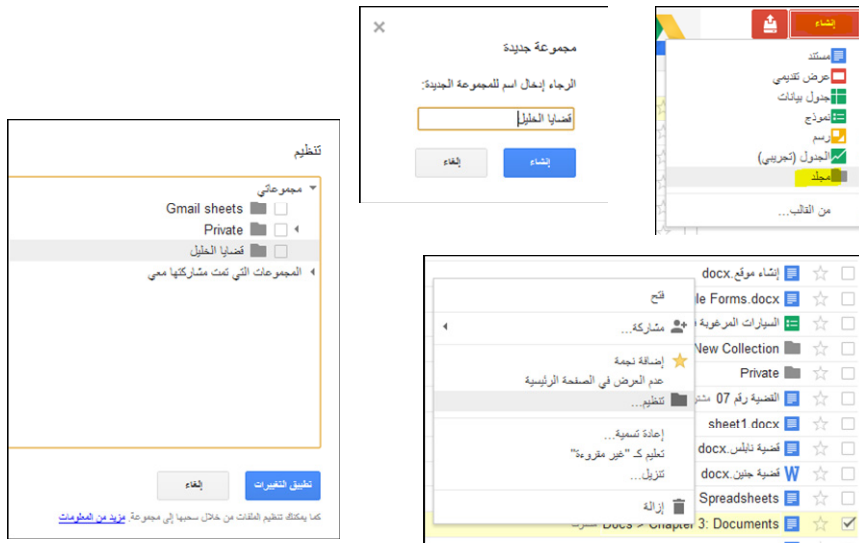 إنشاء
مستند
عرض تقديمي
جدول بيانات
نموذج
رسم
الجدول (تجريبي)
مجلد
من القالب...
مجموعة جديدة
الرجاء إدخال اسم للمجموعة الجديدة:
قضايا الخليل
إنشاء
إلغاء
تنظيم
مجموعاتي
Gmail sheets
Private
قضايا الخليل
المجموعات التي تمت مشاركتها معي
تطبيق التغييرات
إلغاء
كما يمكنك تنظيم الملفات من خلال سحبها إلى مجموعة. مزيد من المعلومات
إنشاء موقع.docx
le Forms.docx
السيارات المرغوبة
New Collection
Private
القضية رقم 07 مشتر
sheet1.docx
قضية نابلس.docx
قضية جنين.docx
Spreadsheets
Docs > Chapter 3: Documents مشترك
فتح
مشاركة...
إضافة نجمة
عدم العرض في الصفحة الرئيسية
تنظيم...
إعادة تسمية...
تعليم كـ "غير مقروءة"
تنزيل...
إزالة